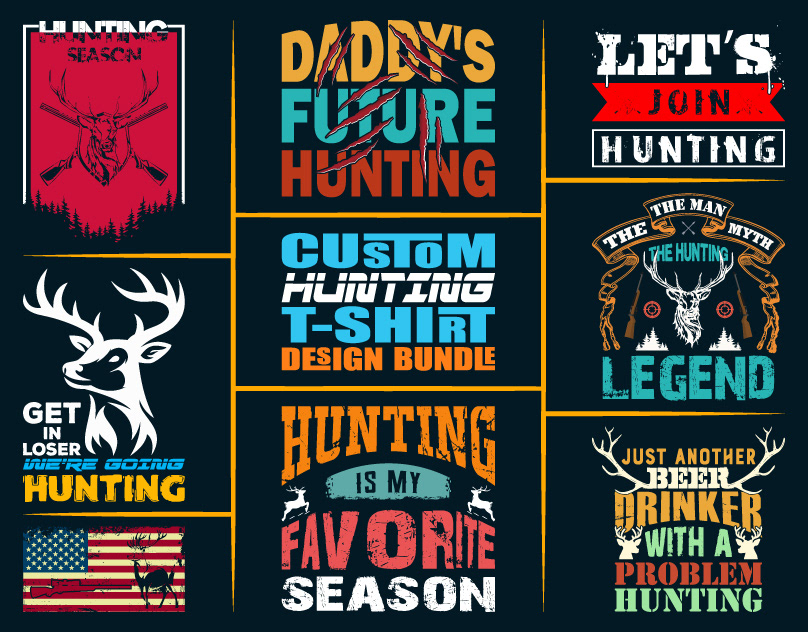 HUNTING
SEASON
GET
IN
LOSER
WE'RE GOING
HUNTING
DADDY'S
FUTURE
HUNTING
CUSTOM
HUNTING
T-SHIRT
DESIGN BUNDLE
HUNTING
IS MY
FAVORITE
SEASON
LET'S
JOIN
HUNTING
THE THE MAN MYTH
THE HUNTING
LEGEND
JUST ANOTHER
BEER
DRINKER
WITH A
PROBLEM
HUNTING